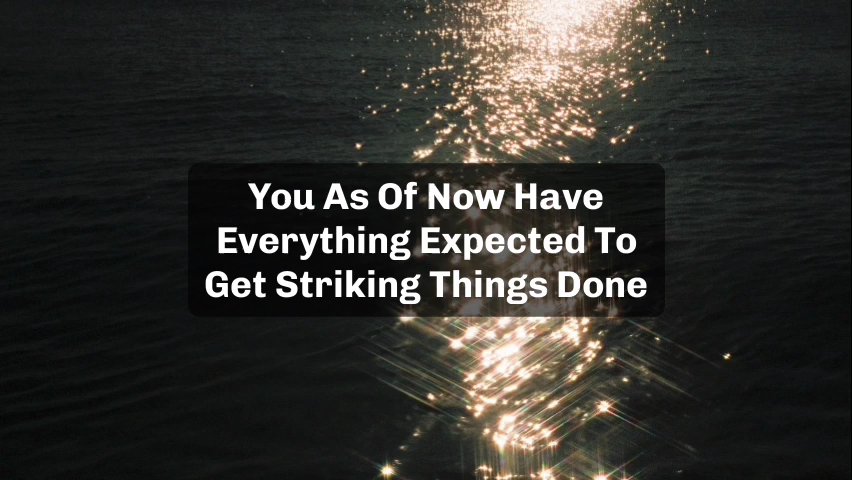 You As Of Now Have
Everything Expected To
Get Striking Things Done